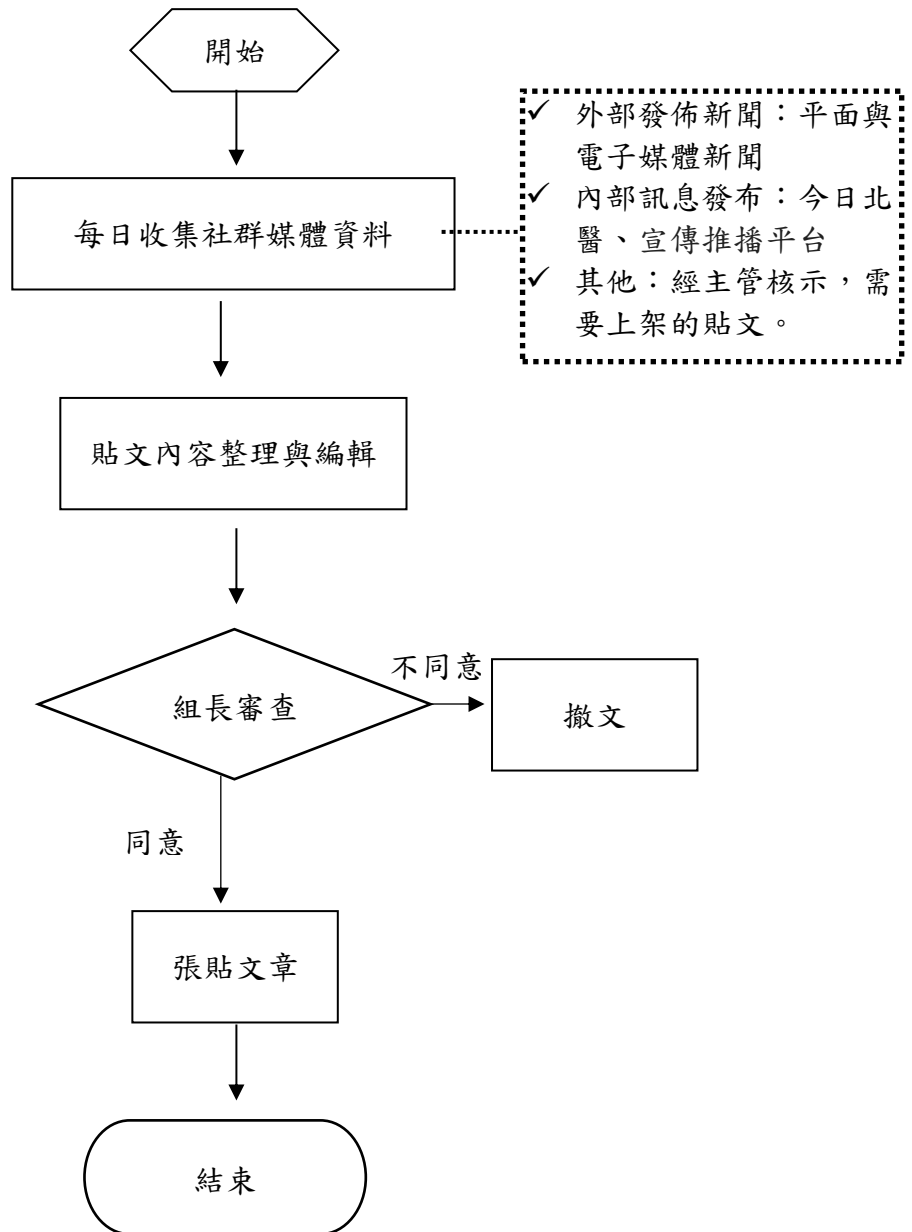 開始
每日收集社群媒體資料
✓ 外部發佈新聞：平面與
電子媒體新聞
✓ 內部訊息發布：今日北
醫、宣傳推播平台
✓ 其他：經主管核示，需
要上架的貼文。
貼文內容整理與編輯
組長審查
不同意
撤文
同意
張貼文章
結束